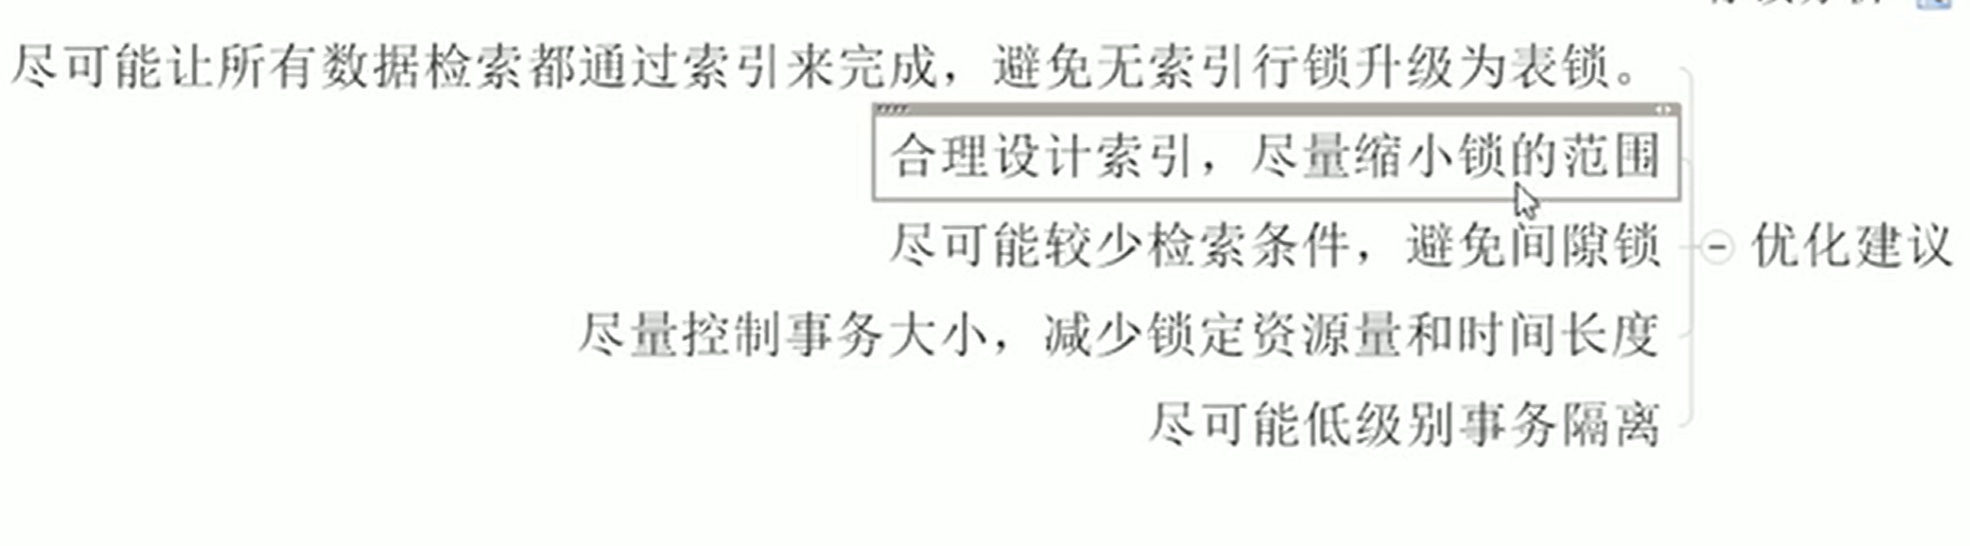 尽可能让所有数据检索都通过索引来完成，避免无索引行锁升级为表锁。
合理设计索引，尽量缩小锁的范围
尽可能较少检索条件，避免间隙锁
优化建议
尽量控制事务大小，减少锁定资源量和时间长度
尽可能低级别事务隔离